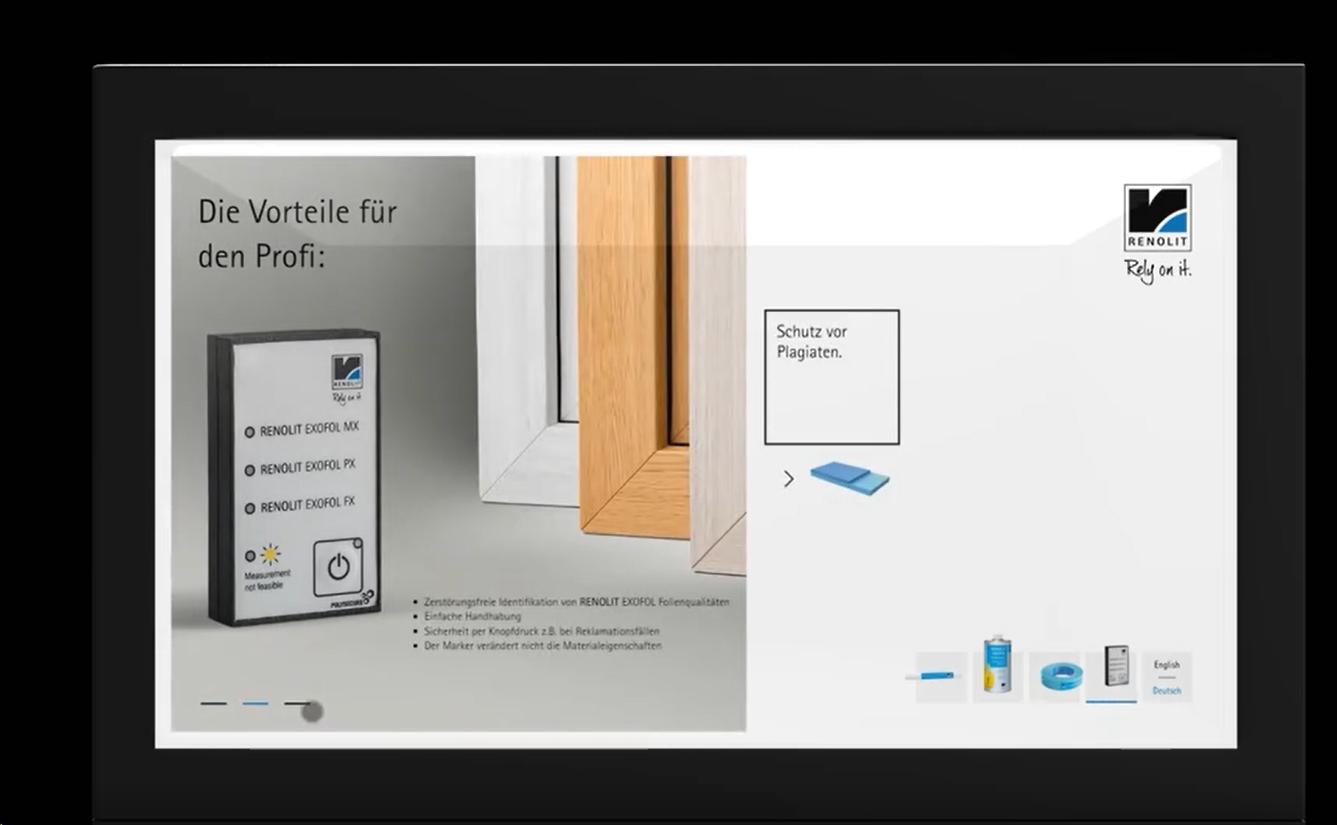 Die Vorteile für
den Profi:
RENOLIT
Rely on it.
RENOLIT EXOFOL MX
RENOLIT EXOFOL PX
RENOLIT EXOFOL FX
Measurement
not feasible
POLYSECURE
Zerstörungsfreie Identifikation von RENOLIT EXOFOL Folienqualitäten
Einfache Handhabung
Sicherheit per Knopfdruck z.B. bei Reklamationsfällen
Der Marker verändert nicht die Materialeigenschaften
RENOLIT
Rely on it.
Schutz vor
Plagiaten.
English
Deutsch